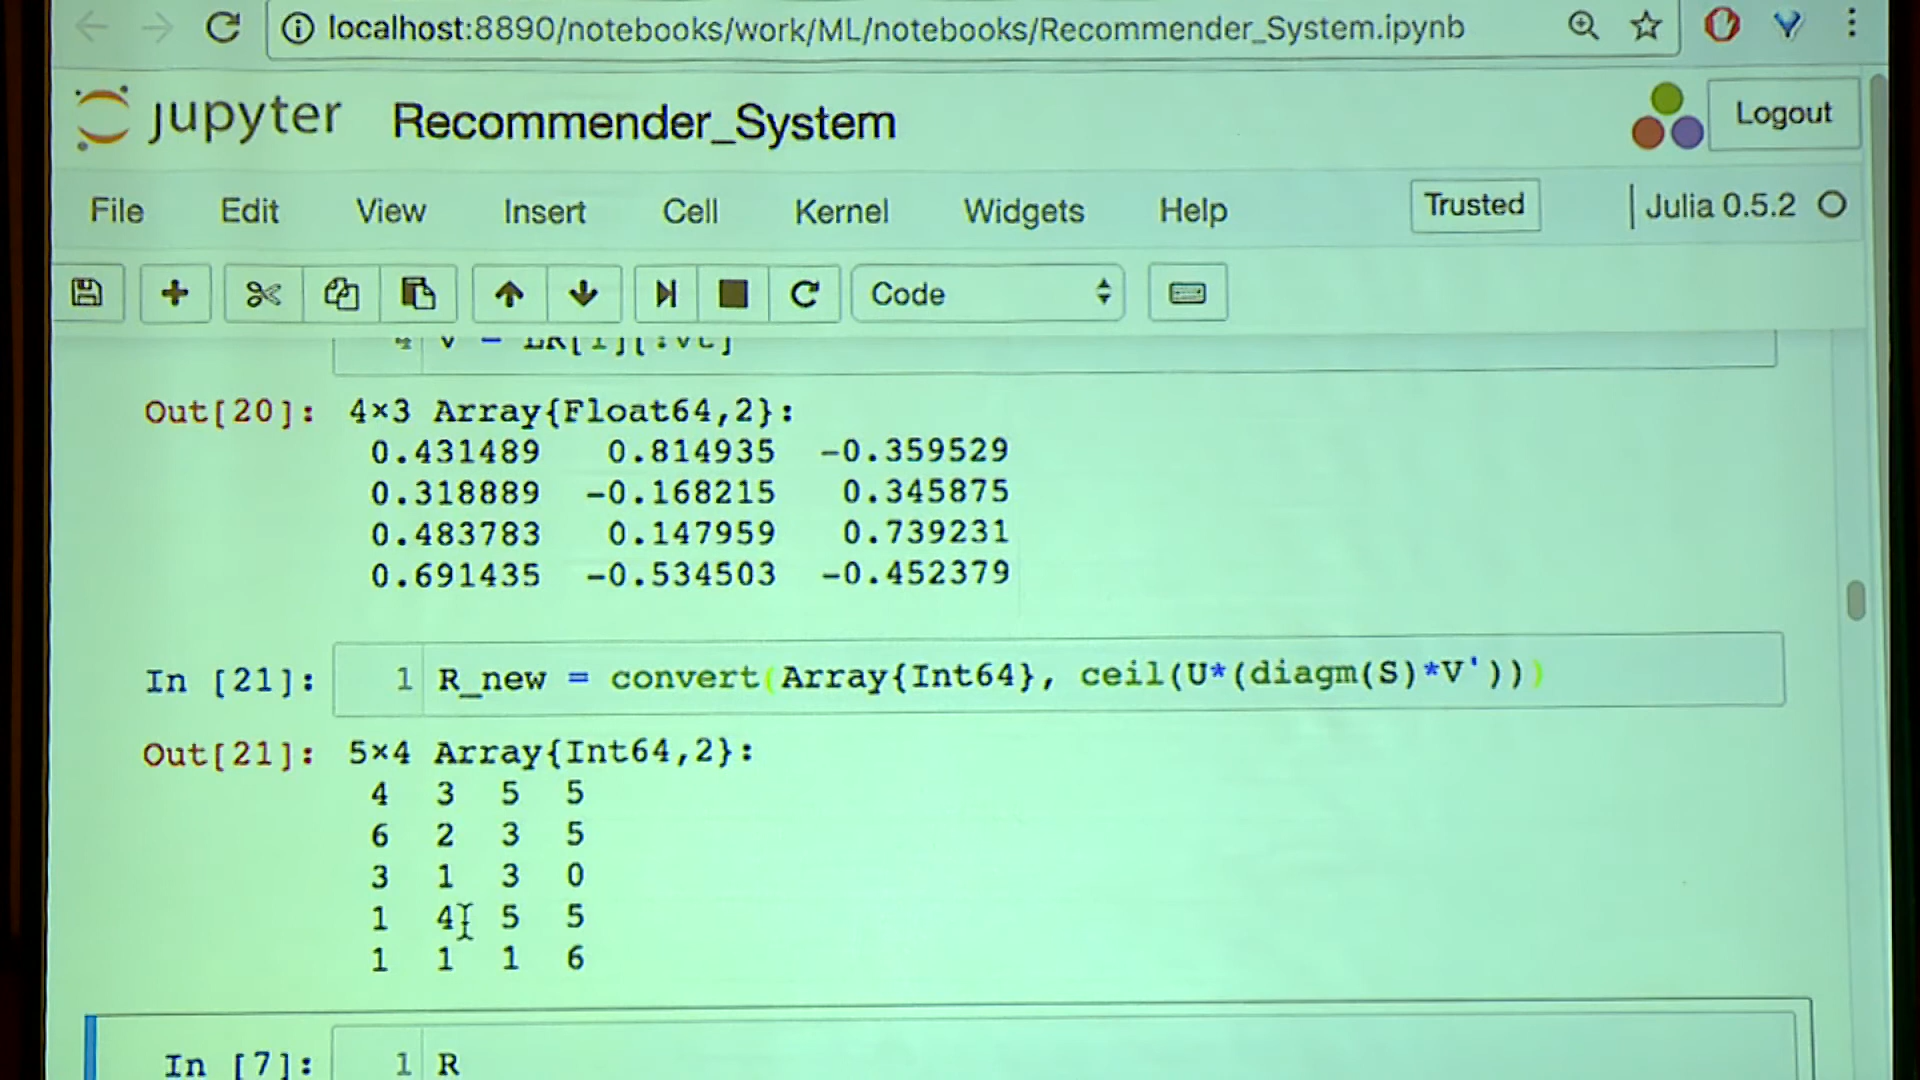 localhost:8890/notebooks/work/ML/notebooks/Recommender_System.ipynb
jupyter Recommender_System Logout
File Edit View Insert Cell Kernel Widgets Help Trusted | Julia 0.5.2
Code
Out[20]: 4×3 Array{Float64,2}:
0.431489 0.814935 -0.359529
0.318889 -0.168215 0.345875
0.483783 0.147959 0.739231
0.691435 -0.534503 -0.452379
In [21]: 1 R_new = convert(Array{Int64}, ceil(U*(diagm(S)*V')))
Out[21]: 5×4 Array{Int64,2}:
4 3 5 5
6 2 3 5
3 1 3 0
1 4 5 5
1 1 1 6
In [7]: 1 R